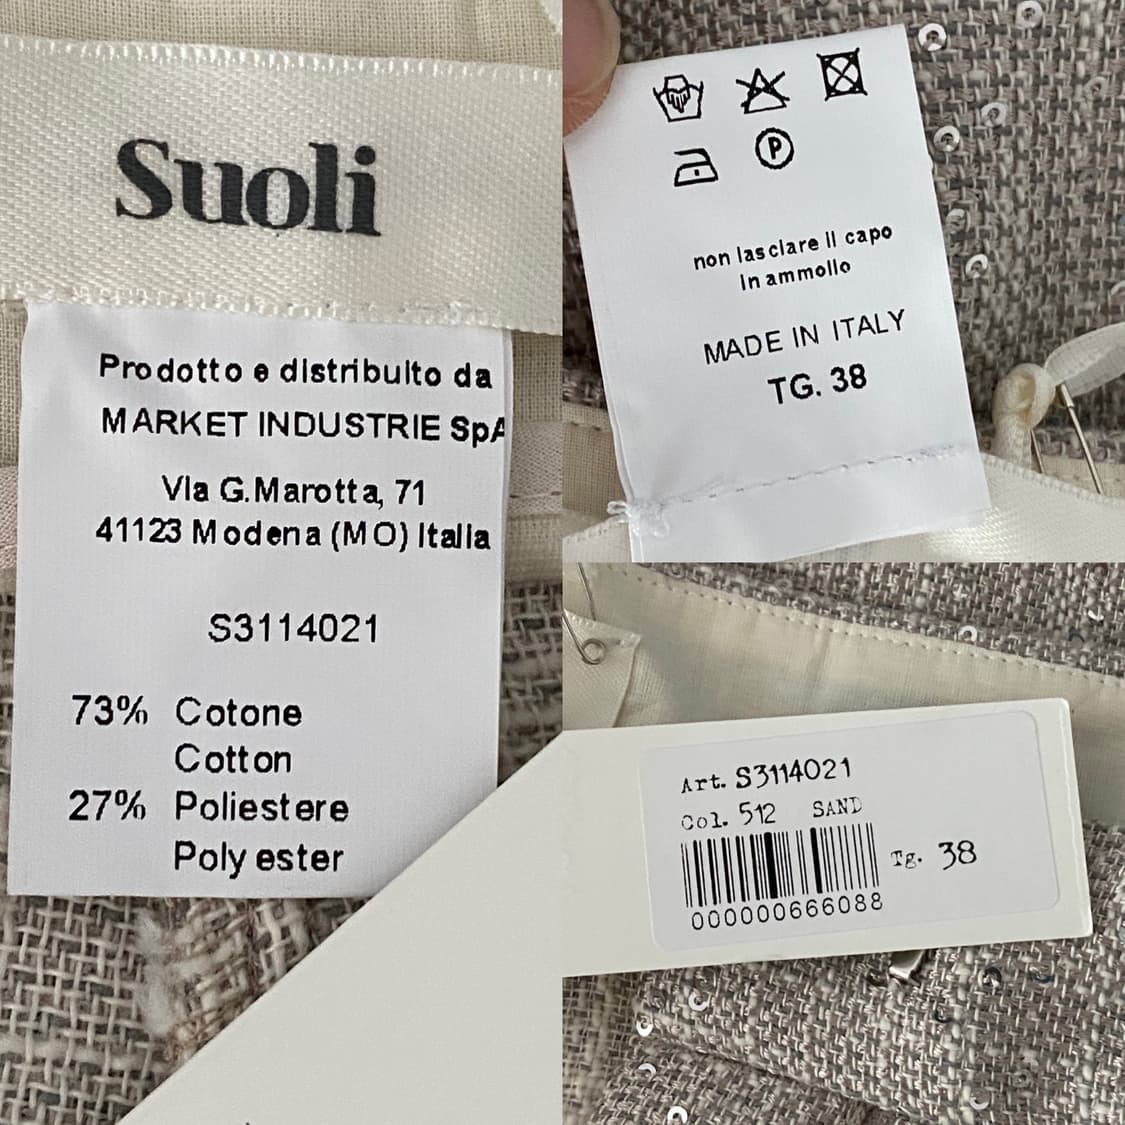 Suoli
Prodotto e distribuito da
MARKET INDUSTRIE SpA
Via G.Marotta, 71
41123 Modena (MO) Italia
S3114021
73% Cotone
Cotton
27% Poliestere
Polyester
P
non lasciare il capo
in ammollo
MADE IN ITALY
TG. 38
Art. S3114021
Col. 512 SAND
Tg. 38
000000666088